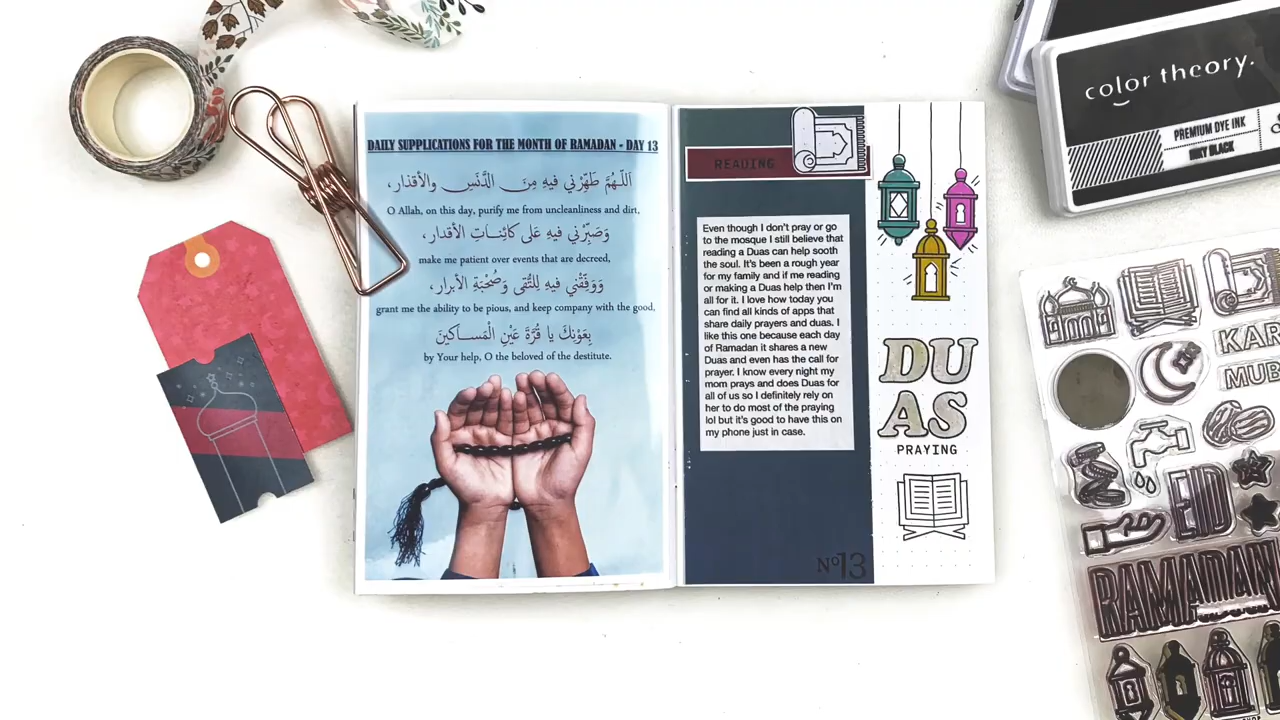 DAILY SUPPLICATIONS FOR THE MONTH OF RAMADAN - DAY 13
اَللّهُمَّ طَهِّرْني فيهِ مِنَ الدَّنَسِ والأقذار،
O Allah, on this day, purify me from uncleanliness and dirt,
وَصَبِّرْني فيهِ عَلى كائِناتِ الأقدار،
make me patient over events that are decreed,
وَوَفِّقْني فيهِ لِلتُّقى وَصُحْبَةِ الأبرار،
grant me the ability to be pious, and keep company with the good,
بِعَوْنِكَ يا قُرّةَ عَيْنِ الْمَساكينَ
by Your help, O the beloved of the destitute.
READING
Even though I don't pray or go
to the mosque I still believe that
reading a Duas can help sooth
the soul. It's been a rough year
for my family and if me reading
or making a Duas help then I'm
all for it. I love how today you
can find all kinds of apps that
share daily prayers and duas. I
like this one because each day
of Ramadan it shares a new
Duas and even has the call for
prayer. I know every night my
mom prays and does Duas for
all of us so I definitely rely on
her to do most of the praying
lol but it's good to have this on
my phone just in case.
Nº13
DU
AS
PRAYING
color theory.
PREMIUM DYE INK
INKY BLACK
KAR
MUB
EID
RAMADAN